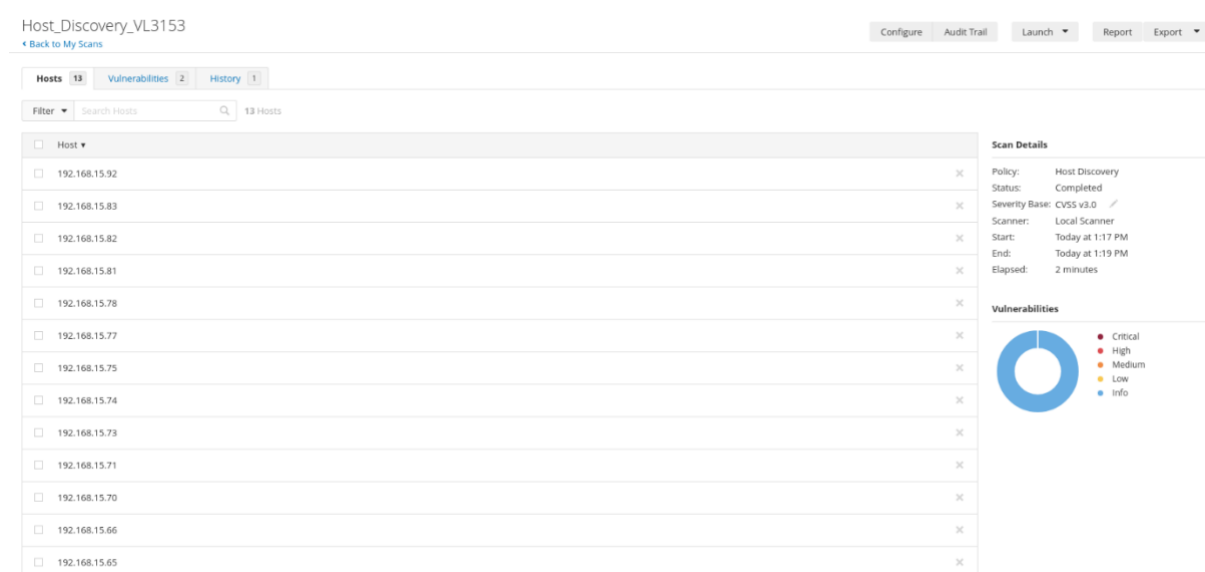 Host_Discovery_VL3153
Back to My Scans
Configure Audit Trail Launch Report Export
Hosts 13 Vulnerabilities 2 History 1
Filter Search Hosts 13 Hosts
Host
192.168.15.92
192.168.15.83
192.168.15.82
192.168.15.81
192.168.15.78
192.168.15.77
192.168.15.75
192.168.15.74
192.168.15.73
192.168.15.71
192.168.15.70
192.168.15.66
192.168.15.65
Scan Details
Policy: Host Discovery
Status: Completed
Severity Base: CVSS v3.0
Scanner: Local Scanner
Start: Today at 1:17 PM
End: Today at 1:19 PM
Elapsed: 2 minutes
Vulnerabilities
Critical
High
Medium
Low
Info